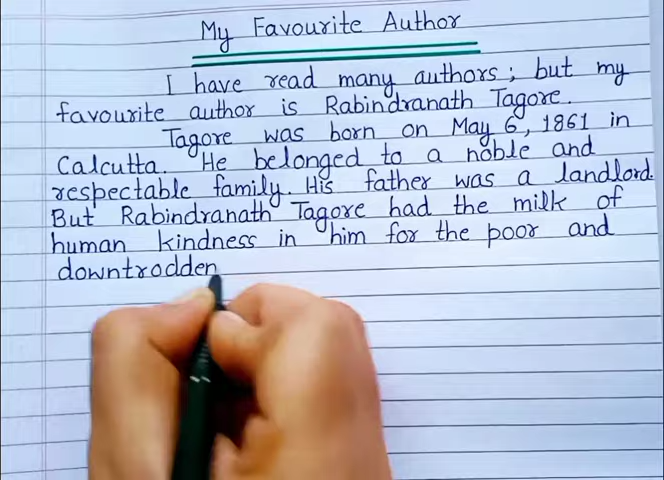 My Favourite Author
I have read many authors; but my
favourite author is Rabindranath Tagore.
Tagore was born on May 6, 1861 in
Calcutta. He belonged to a noble and
respectable family. His father was a landlord.
But Rabindranath Tagore had the milk of
human kindness in him for the poor and
downtrodden